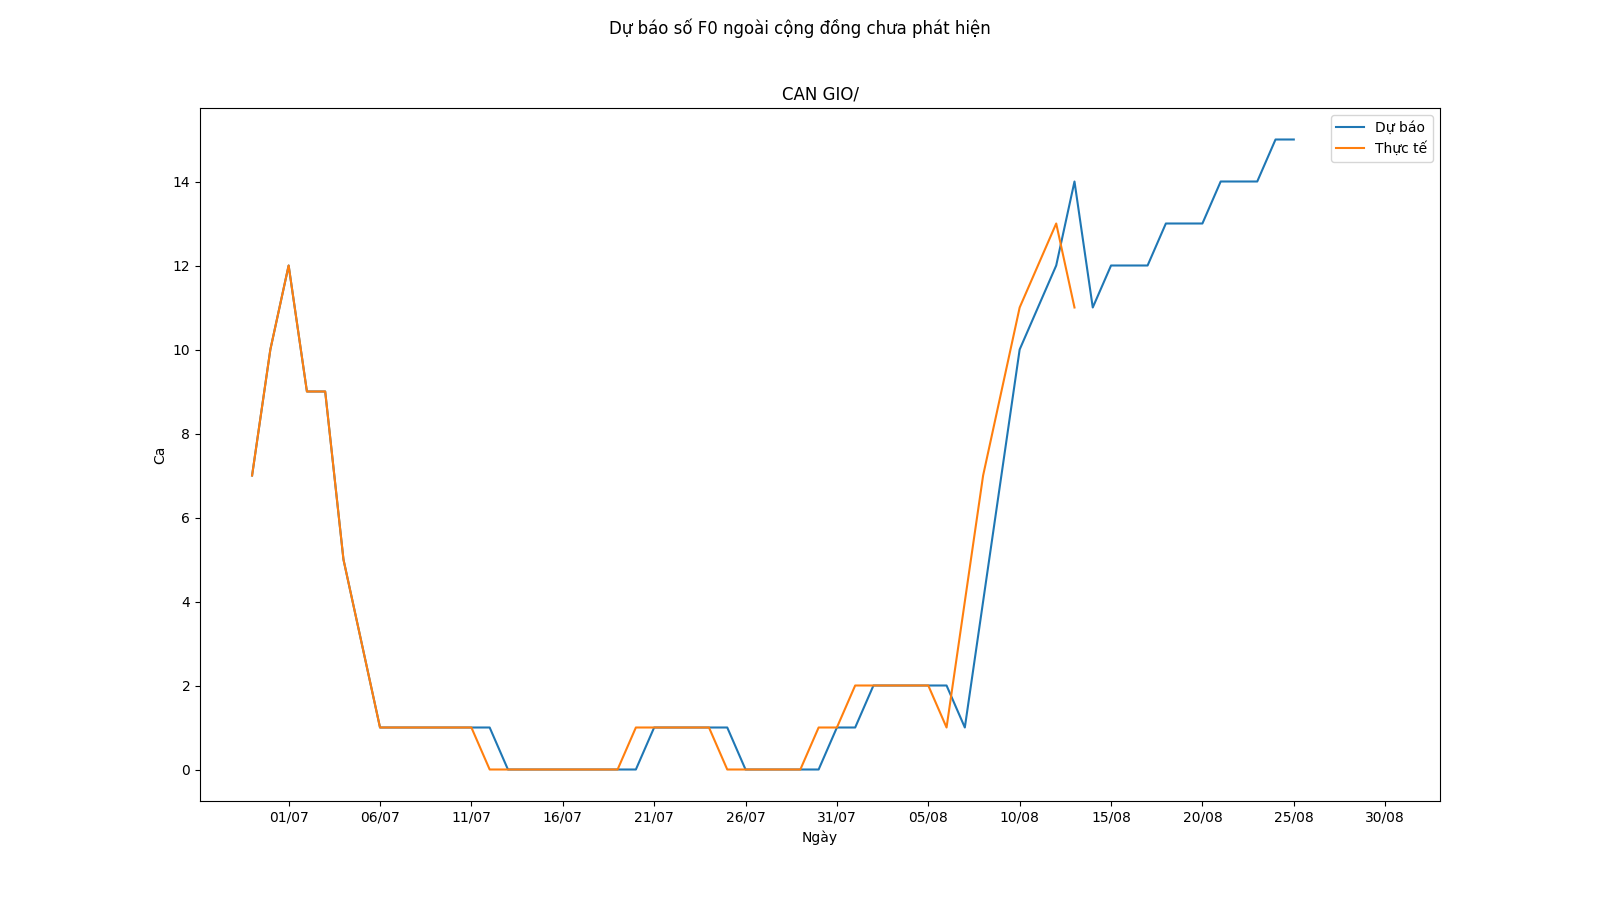 Dự báo số F0 ngoài cộng đồng chưa phát hiện
CAN GIO/
Dự báo
Thực tế
14
12
10
8
6
4
2
0
Ca
01/07 06/07 11/07 16/07 21/07 26/07 31/07 05/08 10/08 15/08 20/08 25/08 30/08
Ngày